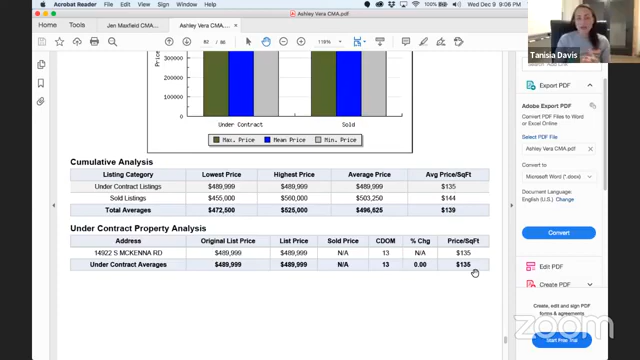 Acrobat Reader File Edit View Window Help
100% Wed Dec 9 9:06 PM
Ashley Vera CMA.pdf
Home Tools Jen Maxfield CMA... Ashley Vera CMA... ×
82 / 86 116%
Tanisia Davis
Price
300000
200000
100000
0
Under Contract Sold
Max. Price Mean Price Min. Price
Cumulative Analysis
Listing Category Lowest Price Highest Price Average Price Avg Price/SqFt
Under Contract Listings $489,999 $489,999 $489,999 $135
Sold Listings $455,000 $560,000 $503,250 $144
Total Averages $472,500 $525,000 $496,625 $139
Under Contract Property Analysis
Address Original List Price List Price Sold Price CDOM % Chg Price/SqFt
14922 S MCKENNA RD $489,999 $489,999 N/A 13 N/A $135
Under Contract Averages $489,999 $489,999 N/A 13 0.00 $135
Export PDF
Adobe Export PDF
Convert PDF Files to Word
or Excel Online
Select PDF File
Ashley Vera CMA.pdf ×
Convert to
Microsoft Word (*.docx)
Document Language:
English (U.S.) Change
Convert
Edit PDF
Create PDF
Create, edit and sign PDF
forms & agreements
Start Free Trial
zoom